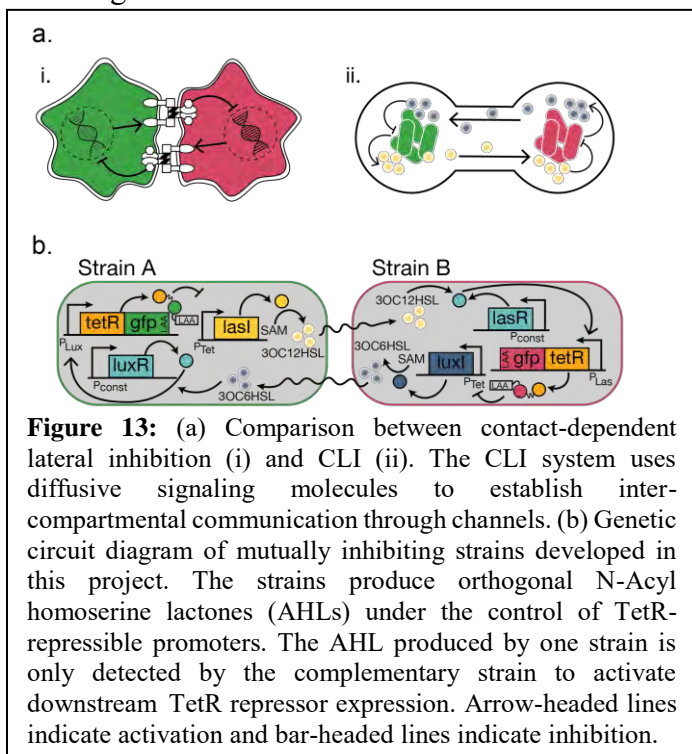 a.
i.
ii.
b.
Strain A
Strain B
tetR
gfp
LAA
LAA
PLux
luxR
Pconst
lasI
PTet
SAM
3OC12HSL
3OC6HSL
3OC12HSL
lasR
Pconst
3OC6HSL
SAM
luxI
PTet
LAA
gfp
tetR
PLas
LAA
Figure 13: (a) Comparison between contact-dependent
lateral inhibition (i) and CLI (ii). The CLI system uses
diffusive signaling molecules to establish inter-
compartmental communication through channels. (b) Genetic
circuit diagram of mutually inhibiting strains developed in
this project. The strains produce orthogonal N-Acyl
homoserine lactones (AHLs) under the control of TetR-
repressible promoters. The AHL produced by one strain is
only detected by the complementary strain to activate
downstream TetR repressor expression. Arrow-headed lines
indicate activation and bar-headed lines indicate inhibition.